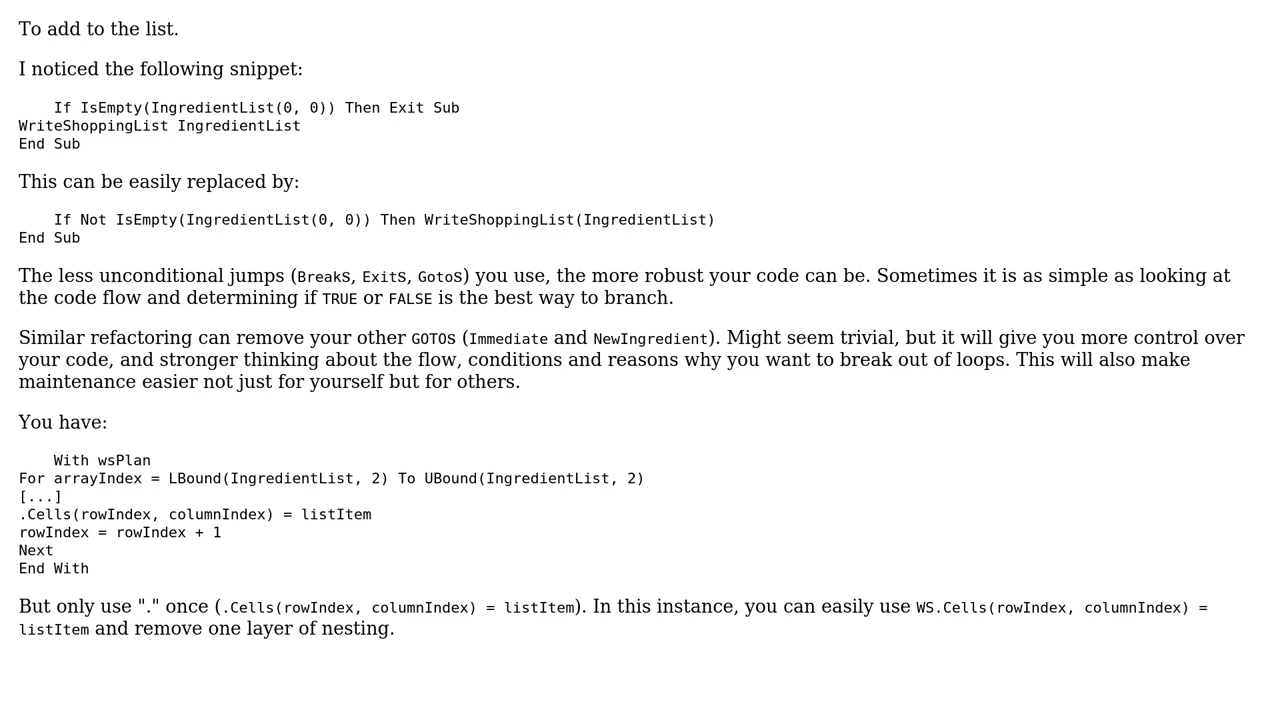 To add to the list.
I noticed the following snippet:
If IsEmpty(IngredientList(0, 0)) Then Exit Sub
WriteShoppingList IngredientList
End Sub
This can be easily replaced by:
If Not IsEmpty(IngredientList(0, 0)) Then WriteShoppingList(IngredientList)
End Sub
The less unconditional jumps (Breaks, Exits, Gotos) you use, the more robust your code can be. Sometimes it is as simple as looking at
the code flow and determining if TRUE or FALSE is the best way to branch.
Similar refactoring can remove your other GOTOs (Immediate and NewIngredient). Might seem trivial, but it will give you more control over
your code, and stronger thinking about the flow, conditions and reasons why you want to break out of loops. This will also make
maintenance easier not just for yourself but for others.
You have:
With wsPlan
For arrayIndex = LBound(IngredientList, 2) To UBound(IngredientList, 2)
[...]
.Cells(rowIndex, columnIndex) = listItem
rowIndex = rowIndex + 1
Next
End With
But only use "." once (.Cells(rowIndex, columnIndex) = listItem). In this instance, you can easily use WS.Cells(rowIndex, columnIndex) =
listItem and remove one layer of nesting.